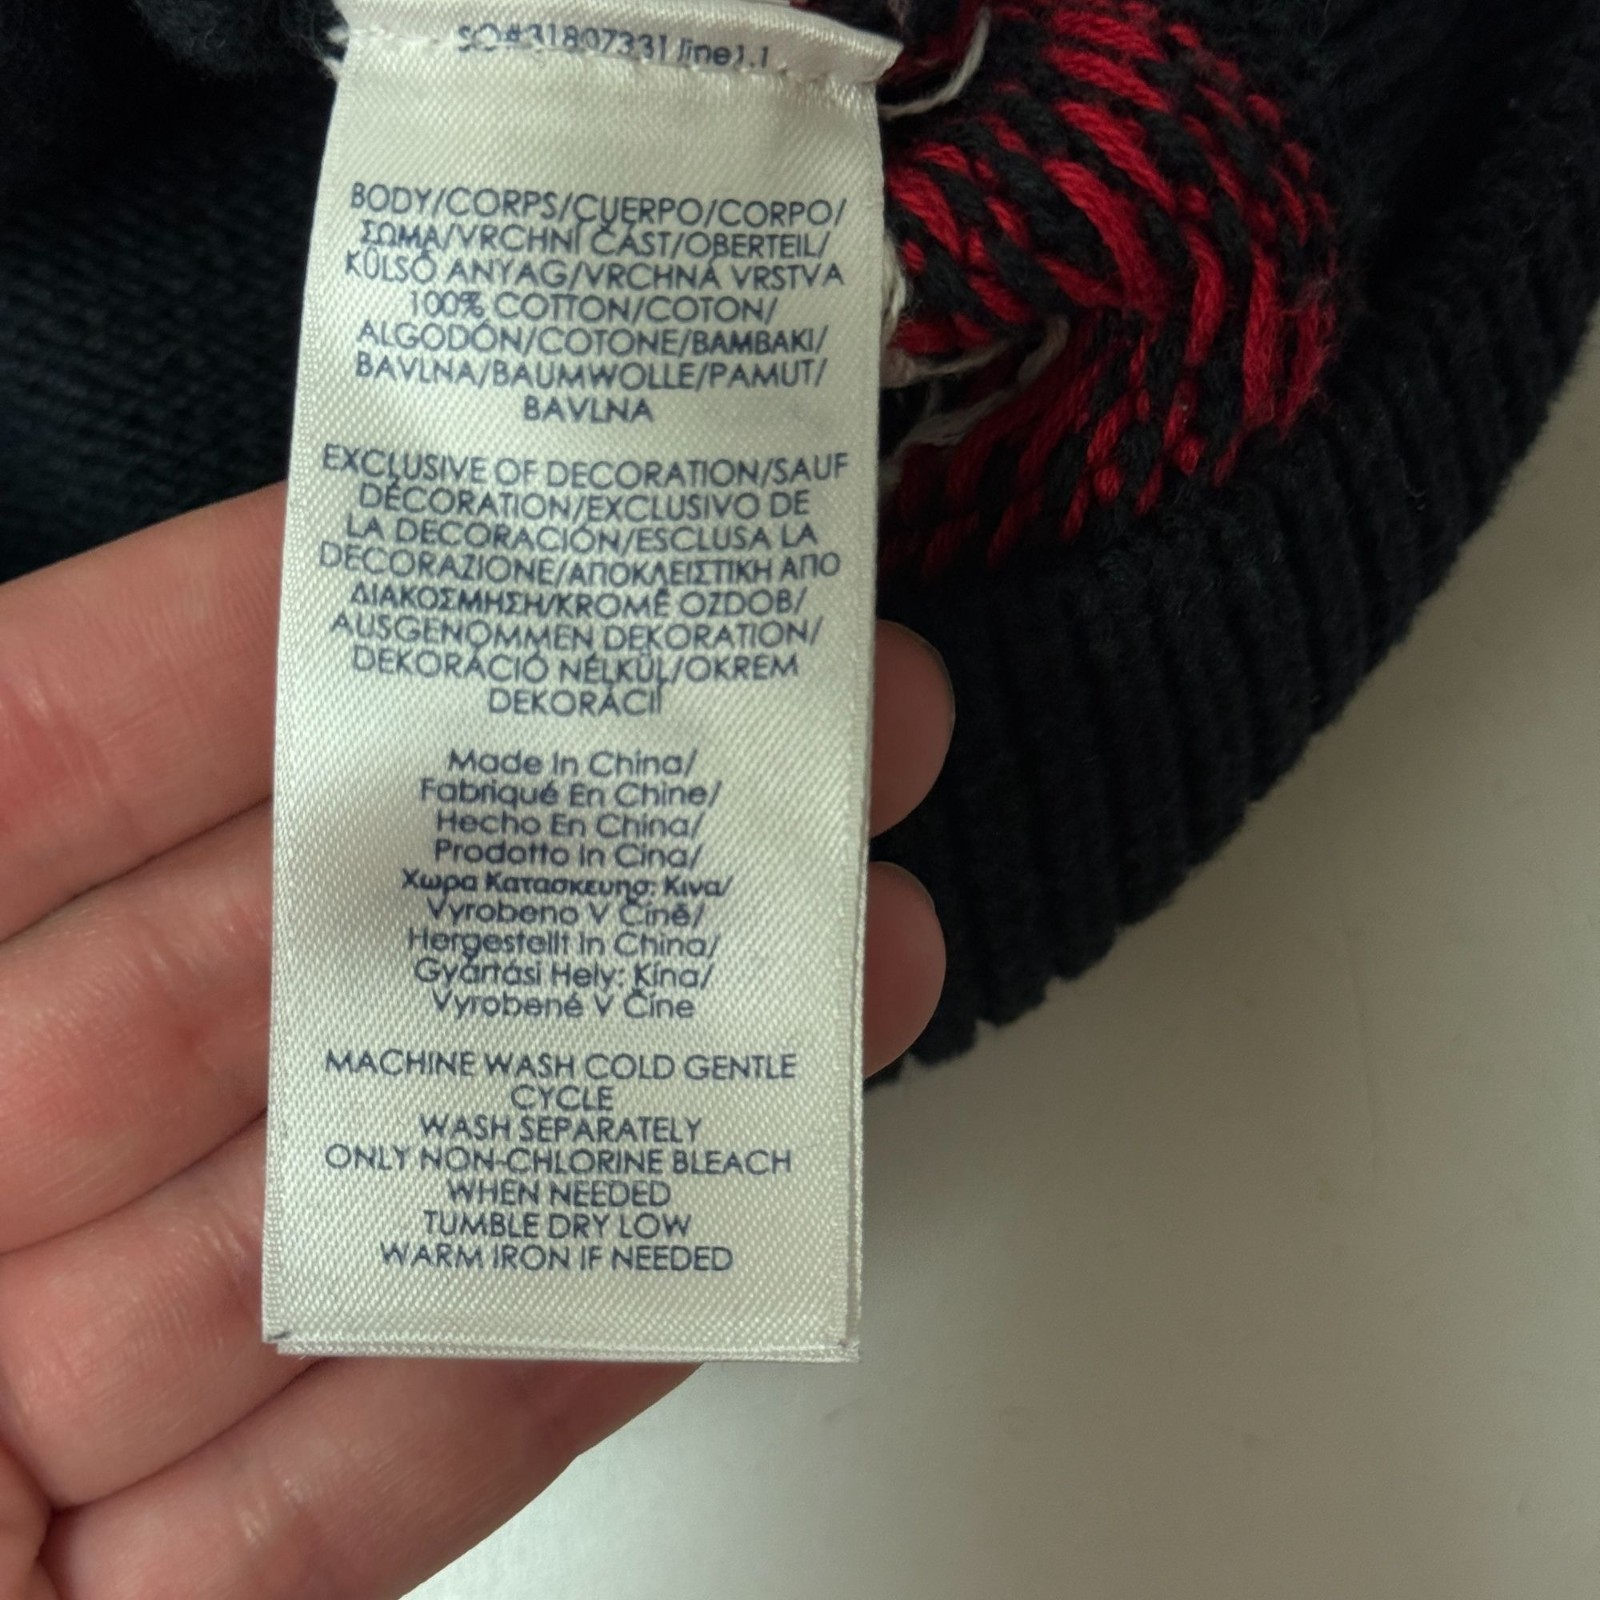 SO#31807331 line1.1
BODY/CORPS/CUERPO/CORPO/
ΣΩΜΑ/VRCHNÍ ČÁST/OBERTEIL/
KÜLSŐ ANYAG/VRCHNÁ VRSTVA
100% COTTON/COTON/
ALGODÓN/COTONE/BAMBAKI/
BAVLNA/BAUMWOLLE/PAMUT/
BAVLNA
EXCLUSIVE OF DECORATION/SAUF
DÉCORATION/EXCLUSIVO DE
LA DECORACIÓN/ESCLUSA LA
DECORAZIONE/ΑΠΟΚΛΕΙΣΤΙΚΗ ΑΠΟ
ΔΙΑΚΟΣΜΗΣΗ/KROMĚ OZDOB/
AUSGENOMMEN DEKORATION/
DEKORÁCIÓ NÉLKÜL/OKREM
DEKORÁCIÍ
Made In China/
Fabriqué En Chine/
Hecho En China/
Prodotto In Cina/
Χωρα Κατασκευης: Κινα/
Vyrobeno V Číně/
Hergestellt In China/
Gyártási Hely: Kína/
Vyrobené V Číne
MACHINE WASH COLD GENTLE
CYCLE
WASH SEPARATELY
ONLY NON-CHLORINE BLEACH
WHEN NEEDED
TUMBLE DRY LOW
WARM IRON IF NEEDED